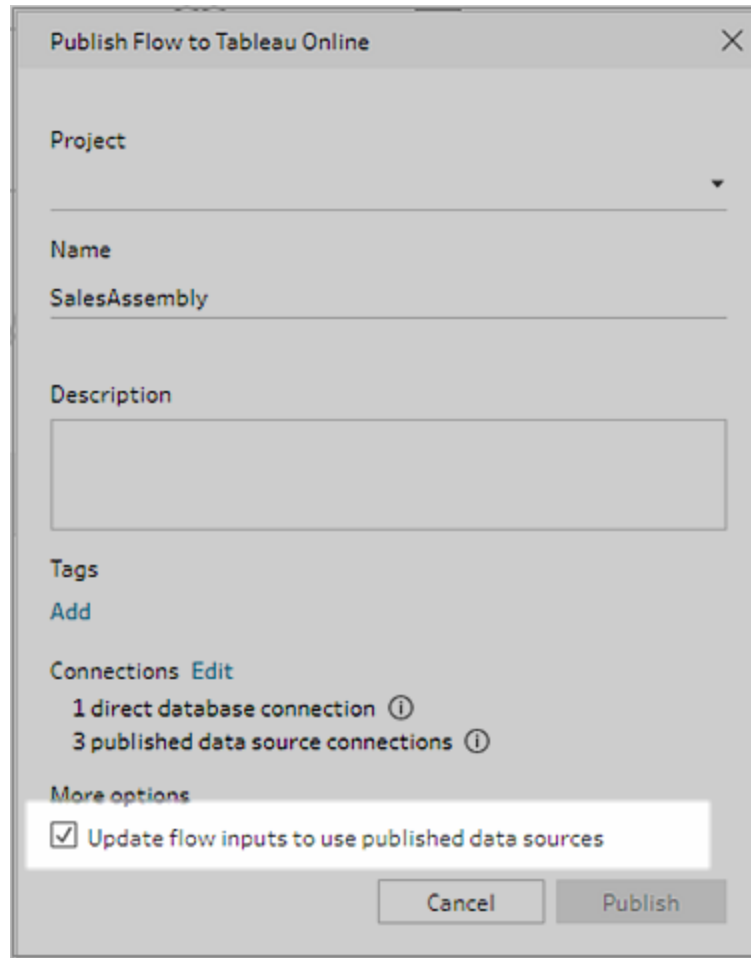 Publish Flow to Tableau Online
Project
Name
SalesAssembly
Description
Tags
Add
Connections Edit
1 direct database connection
3 published data source connections
More options
Update flow inputs to use published data sources
Cancel Publish